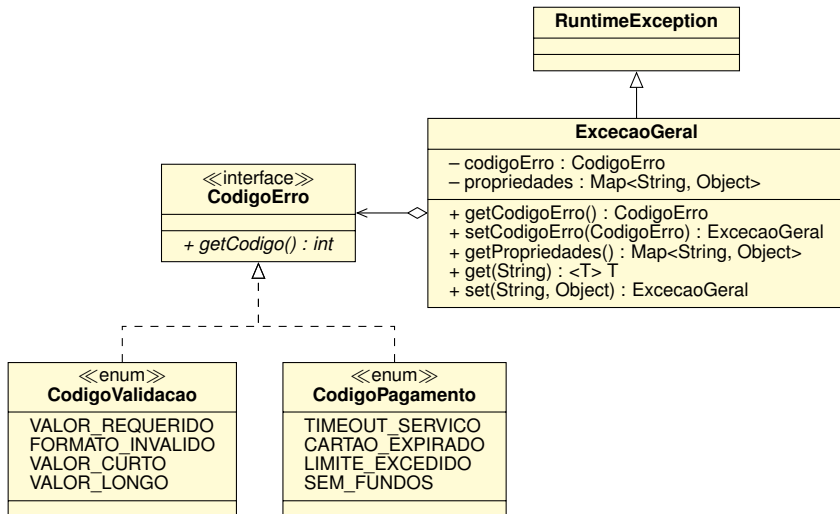 RuntimeException
ExcecaoGeral
– codigoErro : CodigoErro
– propriedades : Map<String, Object>
+ getCodigoErro() : CodigoErro
+ setCodigoErro(CodigoErro) : ExcecaoGeral
+ getPropriedades() : Map<String, Object>
+ get(String) : <T> T
+ set(String, Object) : ExcecaoGeral
≪interface≫
CodigoErro
+ getCodigo() : int
≪enum≫
CodigoValidacao
VALOR_REQUERIDO
FORMATO_INVALIDO
VALOR_CURTO
VALOR_LONGO
≪enum≫
CodigoPagamento
TIMEOUT_SERVICO
CARTAO_EXPIRADO
LIMITE_EXCEDIDO
SEM_FUNDOS